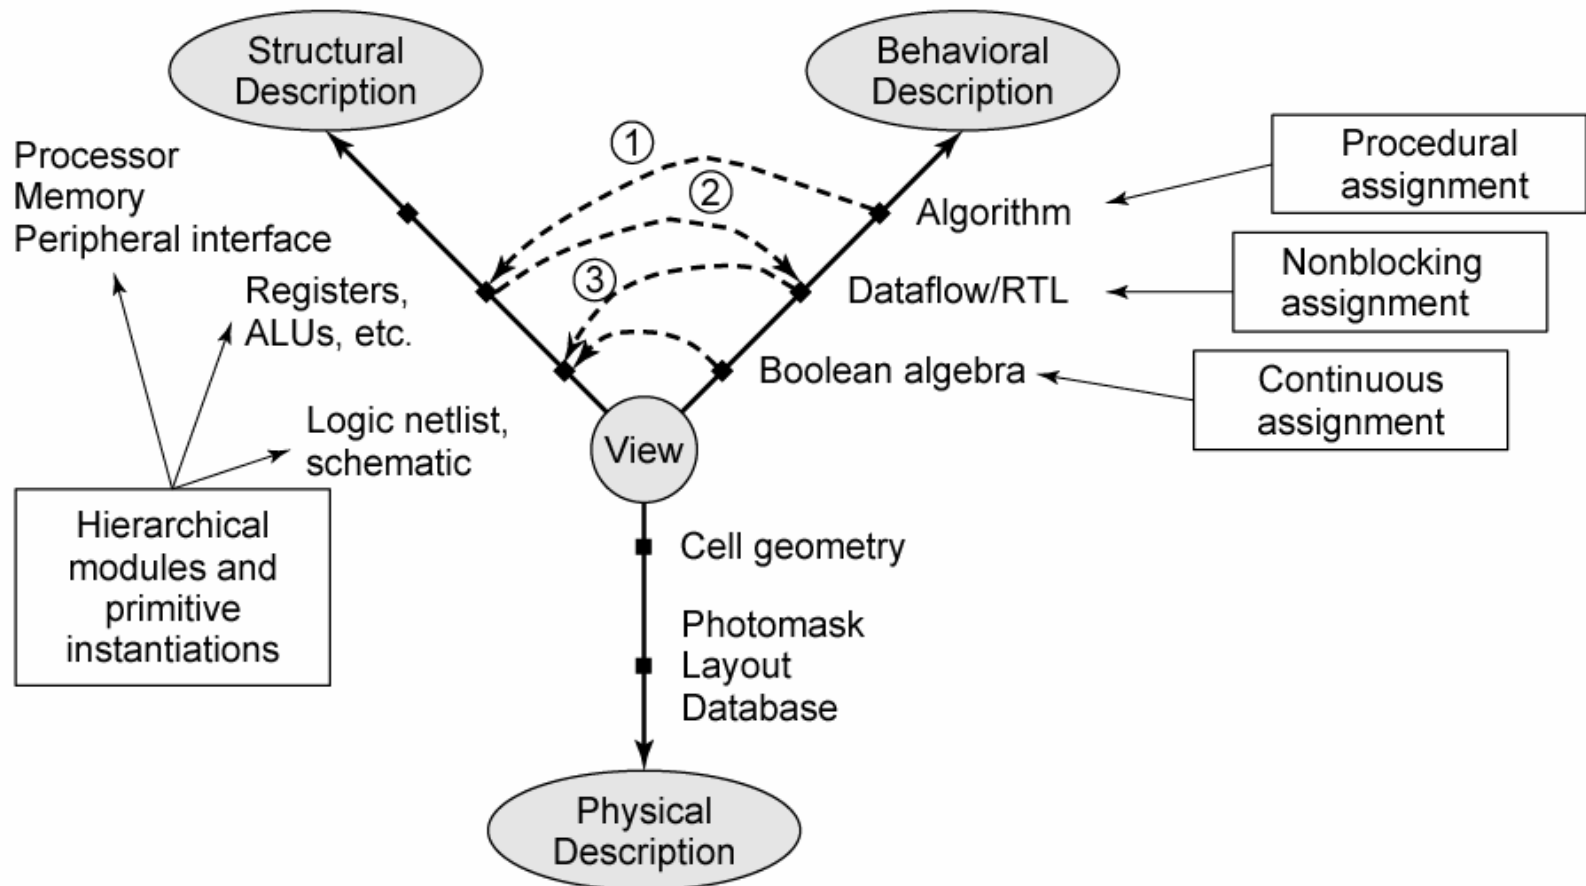 Structural
Description
Behavioral
Description
1
2
3
Processor
Memory
Peripheral interface
Registers,
ALUs, etc.
Logic netlist,
schematic
Hierarchical
modules and
primitive
instantiations
Algorithm
Dataflow/RTL
Boolean algebra
Procedural
assignment
Nonblocking
assignment
Continuous
assignment
View
Cell geometry
Photomask
Layout
Database
Physical
Description